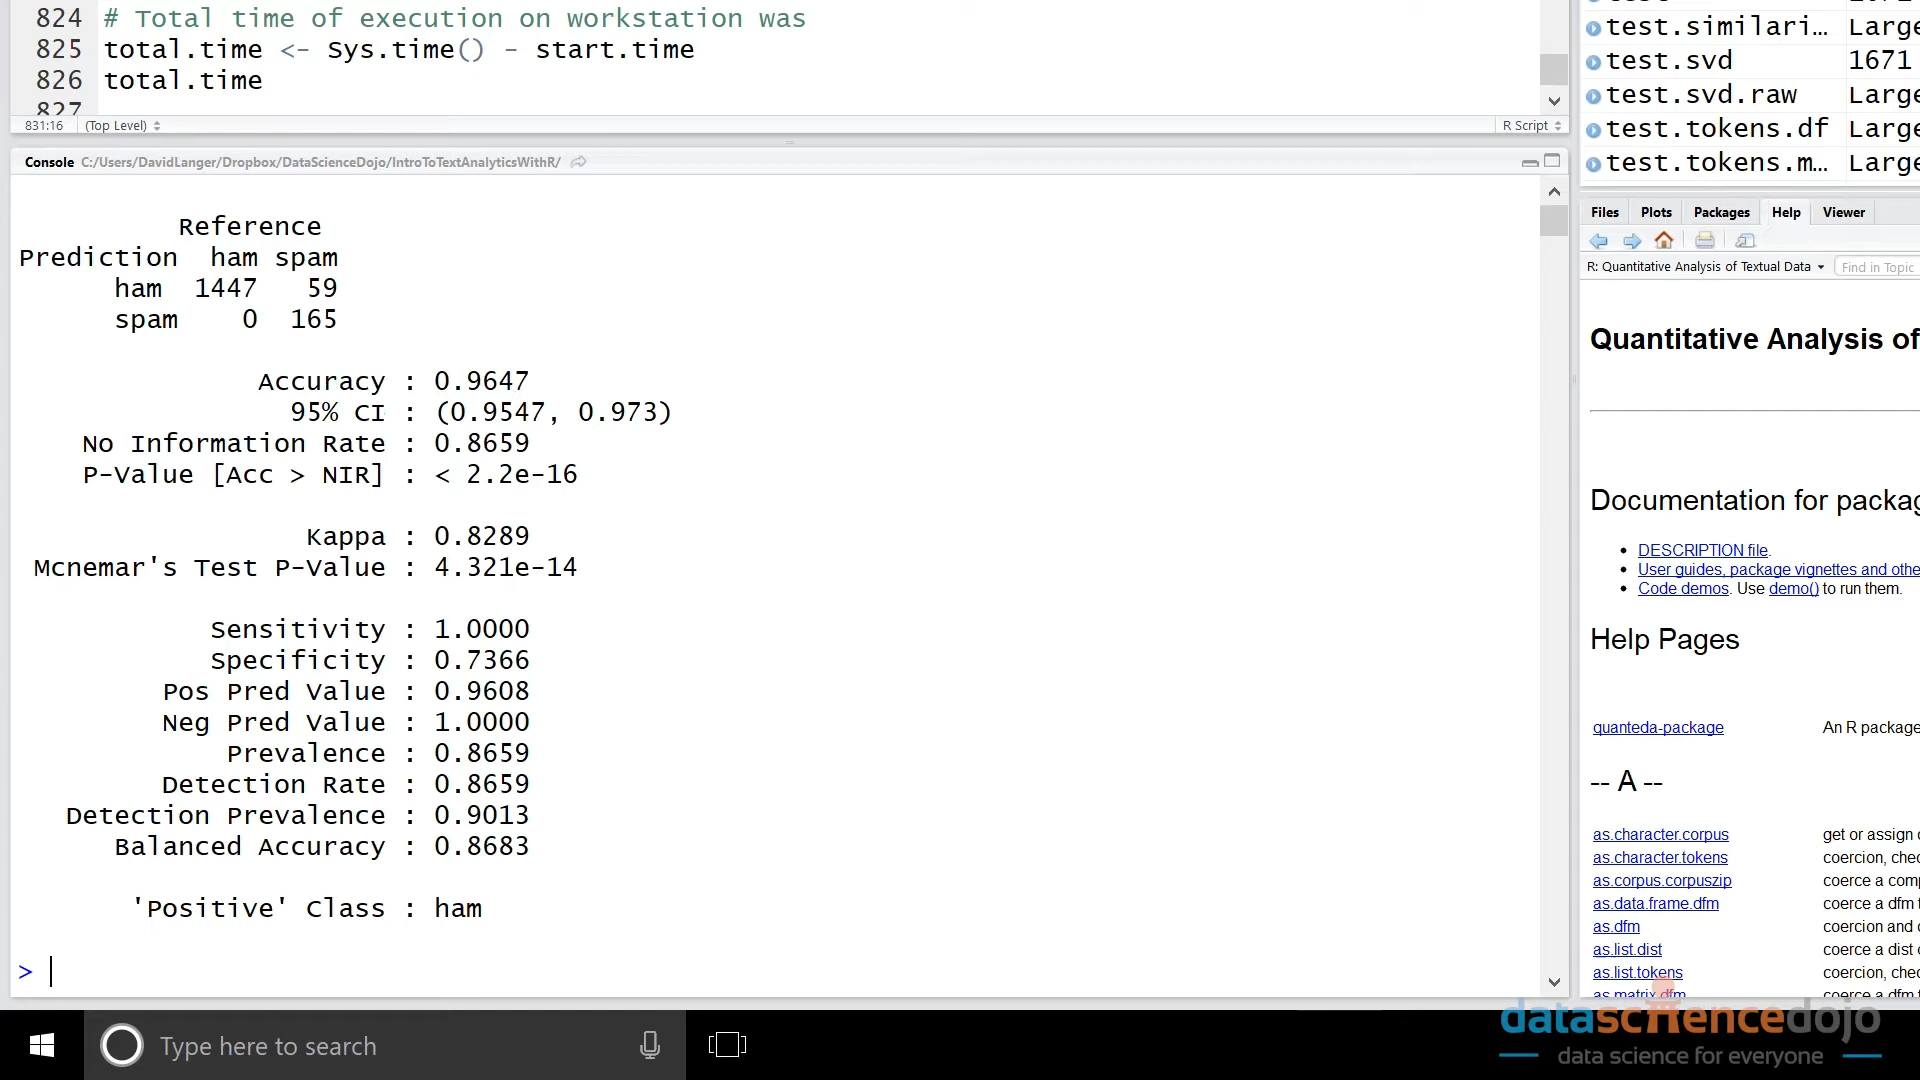 824 # Total time of execution on workstation was
825 total.time <- Sys.time() - start.time
826 total.time
827
831:16 (Top Level) R Script
Console C:/Users/DavidLanger/Dropbox/DataScienceDojo/IntroToTextAnalyticsWithR/
Reference
Prediction ham spam
ham 1447 59
spam 0 165
Accuracy : 0.9647
95% CI : (0.9547, 0.973)
No Information Rate : 0.8659
P-Value [Acc > NIR] : < 2.2e-16
Kappa : 0.8289
Mcnemar's Test P-Value : 4.321e-14
Sensitivity : 1.0000
Specificity : 0.7366
Pos Pred Value : 0.9608
Neg Pred Value : 1.0000
Prevalence : 0.8659
Detection Rate : 0.8659
Detection Prevalence : 0.9013
Balanced Accuracy : 0.8683
'Positive' Class : ham
>
test.similari… Large
test.svd 1671
test.svd.raw Large
test.tokens.df Large
test.tokens.m… Large
Files Plots Packages Help Viewer
R: Quantitative Analysis of Textual Data Find in Topic
Quantitative Analysis of
Documentation for packag
DESCRIPTION file.
User guides, package vignettes and othe
Code demos. Use demo() to run them.
Help Pages
quanteda-package An R package
-- A --
as.character.corpus get or assign
as.character.tokens coercion, chec
as.corpus.corpuszip coerce a comp
as.data.frame.dfm coerce a dfm t
as.dfm coercion and
as.list.dist coerce a dist
as.list.tokens coercion, chec
as.matrix.dfm coerce a dfm t
Type here to search
datasciencedojo
data science for everyone